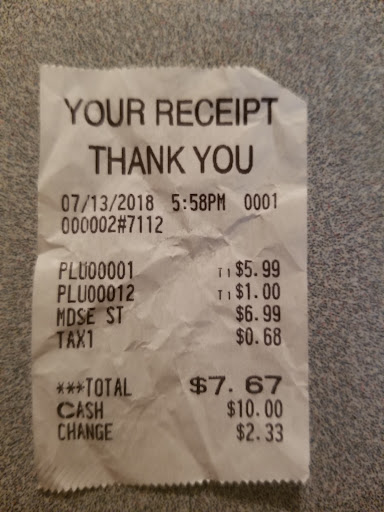 YOUR RECEIPT
THANK YOU
07/13/2018 5:58PM 0001
000002#7112
PLU00001 T1 $5.99
PLU00012 T1 $1.00
MDSE ST $6.99
TAX1 $0.68
***TOTAL $7.67
CASH $10.00
CHANGE $2.33